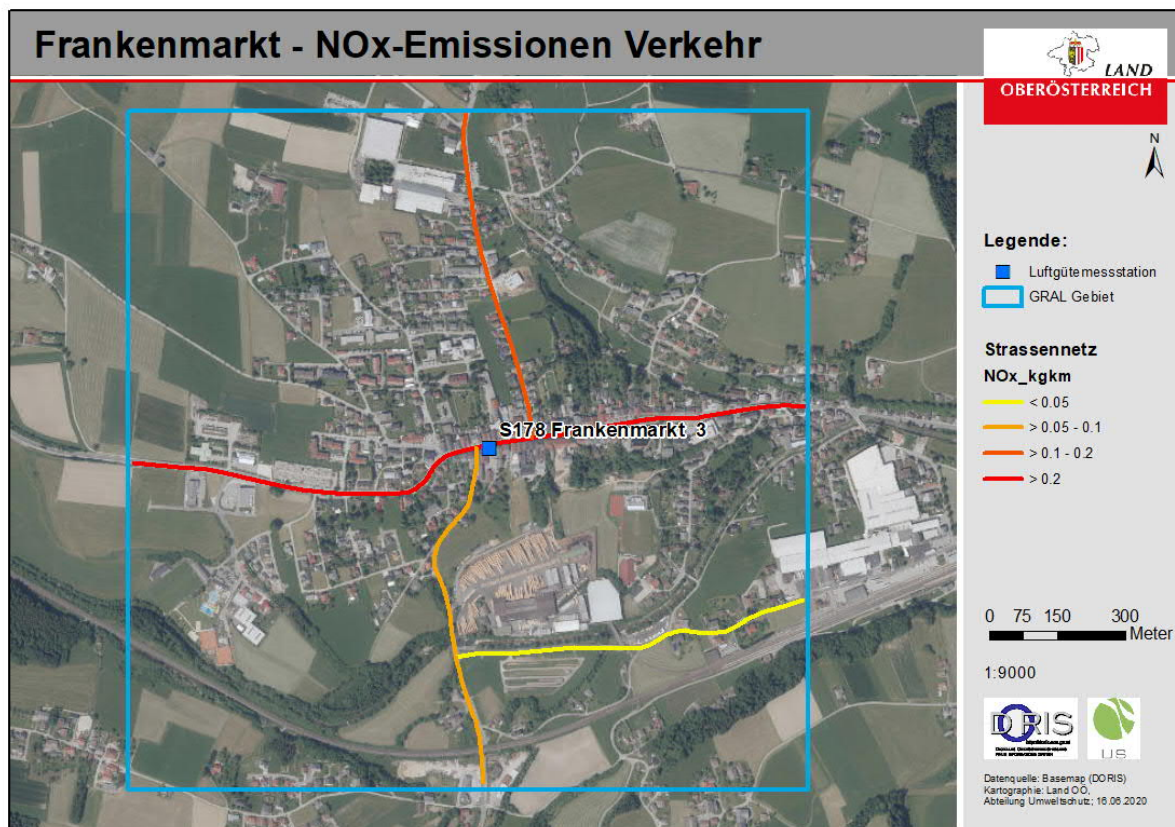 Frankenmarkt - NOx-Emissionen Verkehr
LAND
OBERÖSTERREICH
N
Legende:
Luftgütemessstation
GRAL Gebiet
Strassennetz
NOx_kgkm
< 0.05
> 0.05 - 0.1
> 0.1 - 0.2
> 0.2
S178 Frankenmarkt_3
0 75 150 300
Meter
1:9000
DORIS
US
Datenquelle: Basemap (DORIS)
Kartographie: Land OÖ,
Abteilung Umweltschutz; 16.06.2020